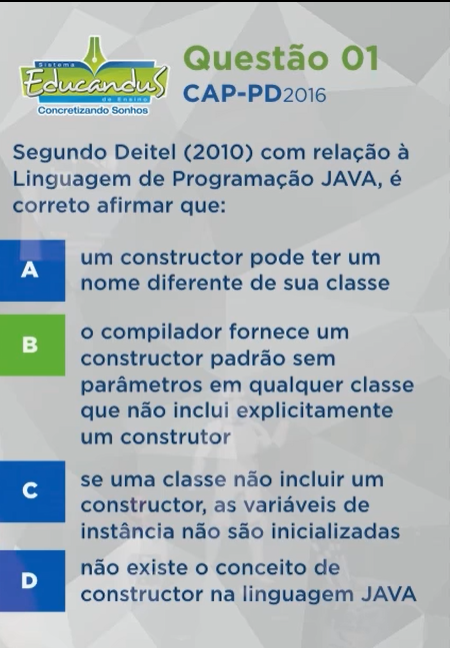 Sistema
Educandus
de Ensino
Concretizando Sonhos
Questão 01
CAP-PD2016
Segundo Deitel (2010) com relação à
Linguagem de Programação JAVA, é
correto afirmar que:
A
um constructor pode ter um
nome diferente de sua classe
B
o compilador fornece um
constructor padrão sem
parâmetros em qualquer classe
que não inclui explicitamente
um construtor
C
se uma classe não incluir um
constructor, as variáveis de
instância não são inicializadas
D
não existe o conceito de
constructor na linguagem JAVA